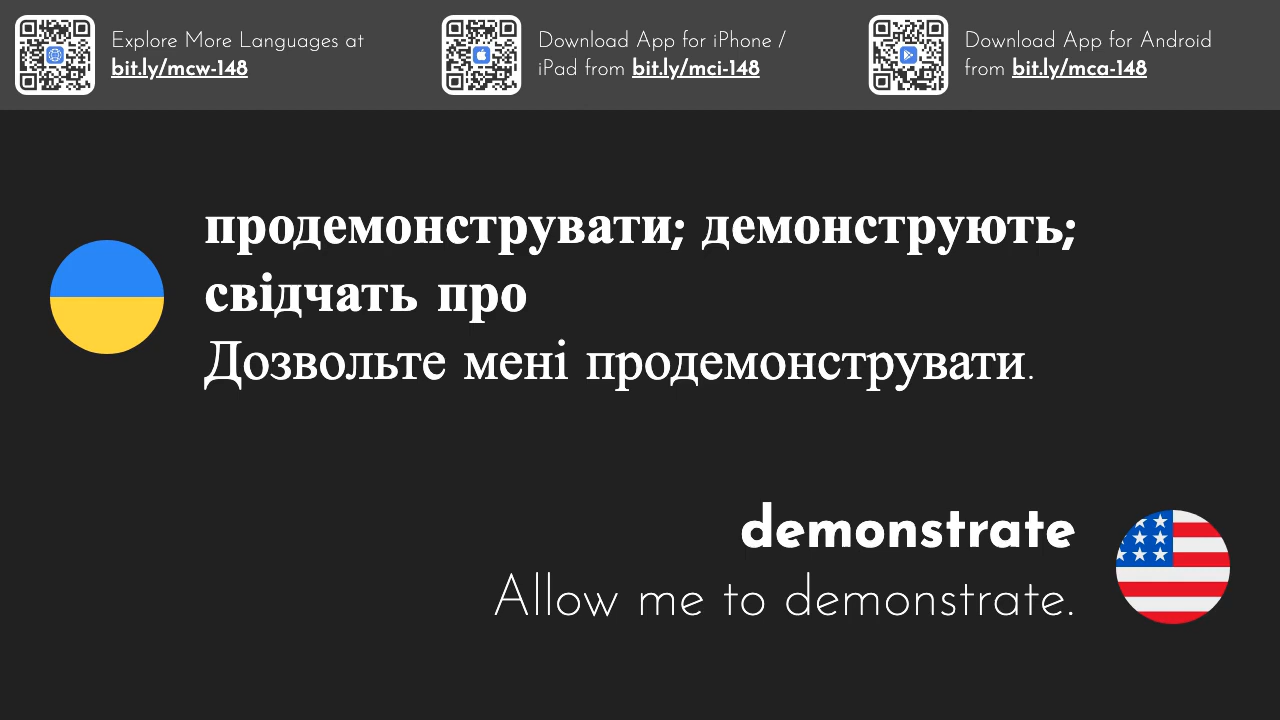 Explore More Languages at
bit.ly/mcw-148
Download App for iPhone /
iPad from bit.ly/mci-148
Download App for Android
from bit.ly/mca-148
продемонструвати; демонструють;
свідчать про
Дозвольте мені продемонструвати.
demonstrate
Allow me to demonstrate.